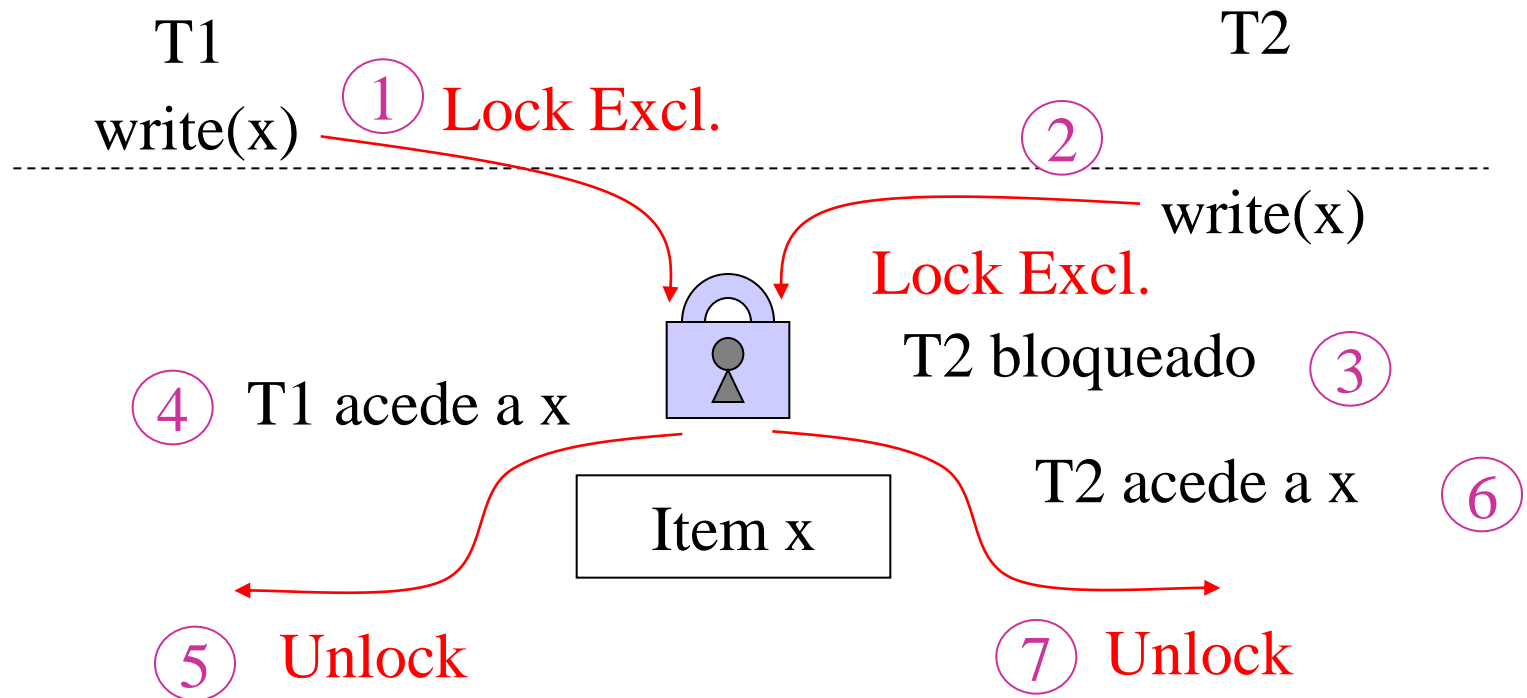 T1
T2
1 Lock Excl.
write(x)
2
write(x)
Lock Excl.
T2 bloqueado 3
4 T1 acede a x
T2 acede a x 6
Item x
5 Unlock
7 Unlock